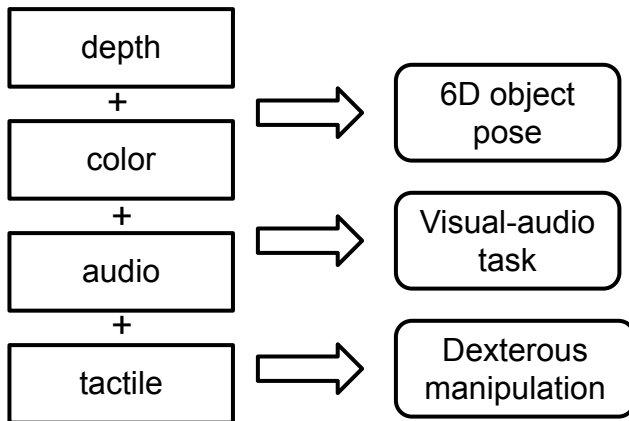 depth
+
color
+
audio
+
tactile
6D object
pose
Visual-audio
task
Dexterous
manipulation